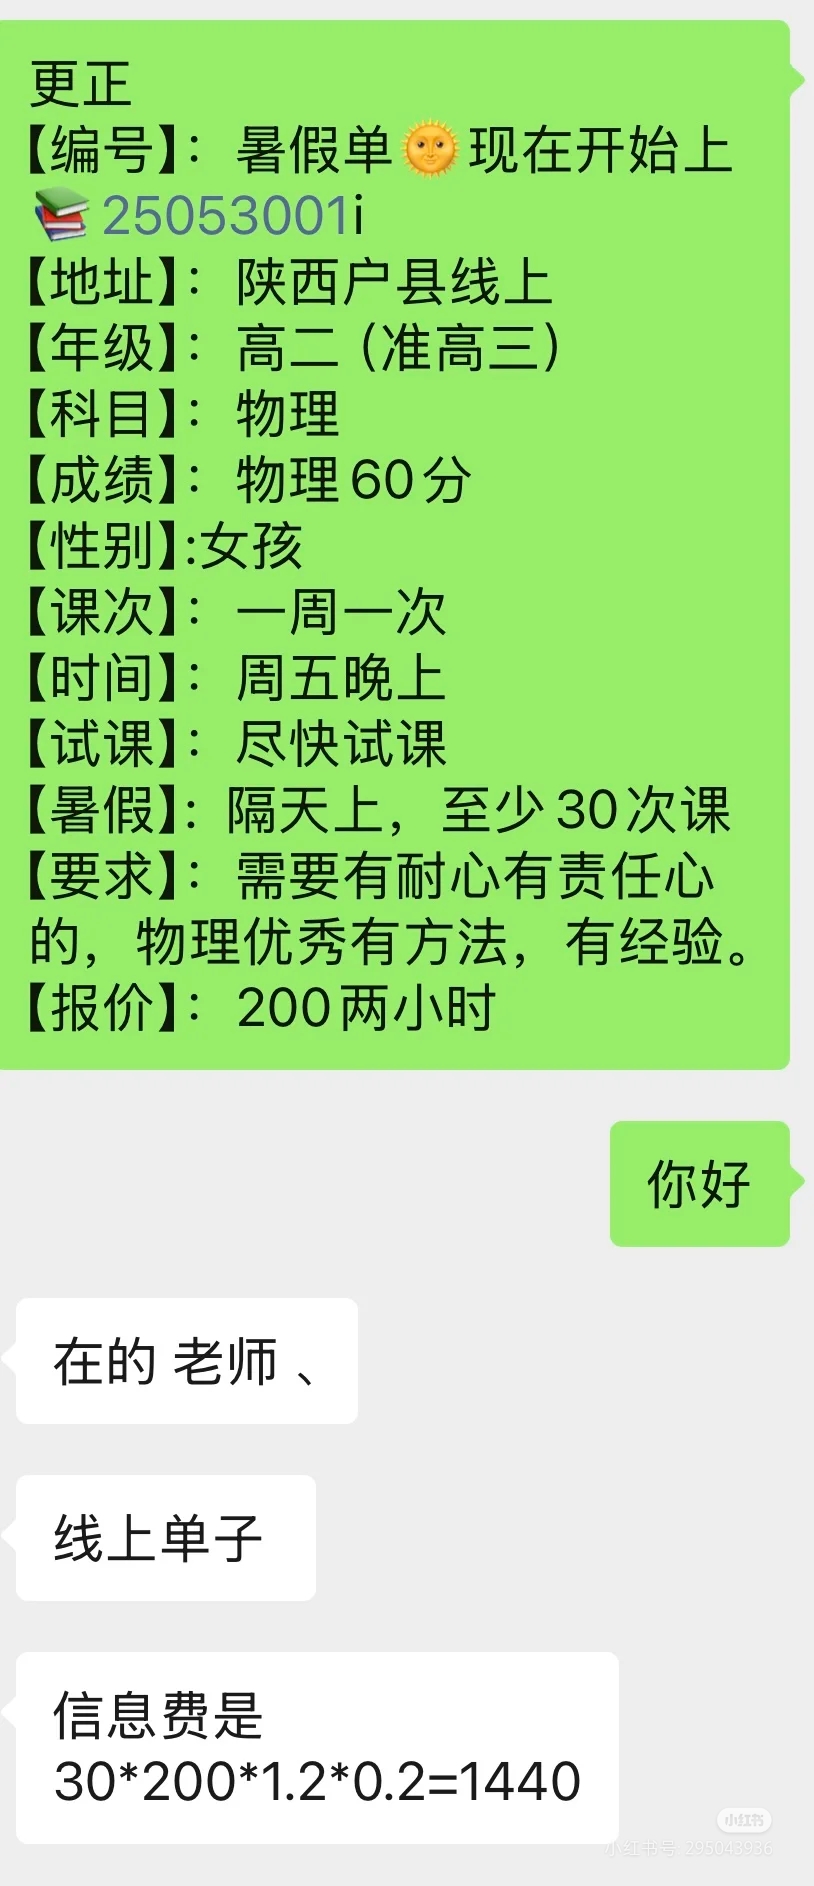 更正
【编号】：暑假单🌞现在开始上
📚25053001i
【地址】：陕西户县线上
【年级】：高二（准高三）
【科目】：物理
【成绩】：物理60分
【性别】:女孩
【课次】：一周一次
【时间】：周五晚上
【试课】：尽快试课
【暑假】：隔天上，至少30次课
【要求】：需要有耐心有责任心
的，物理优秀有方法，有经验。
【报价】：200两小时
你好
在的 老师 、
线上单子
信息费是
30*200*1.2*0.2=1440
小红书
小红书号 295043936